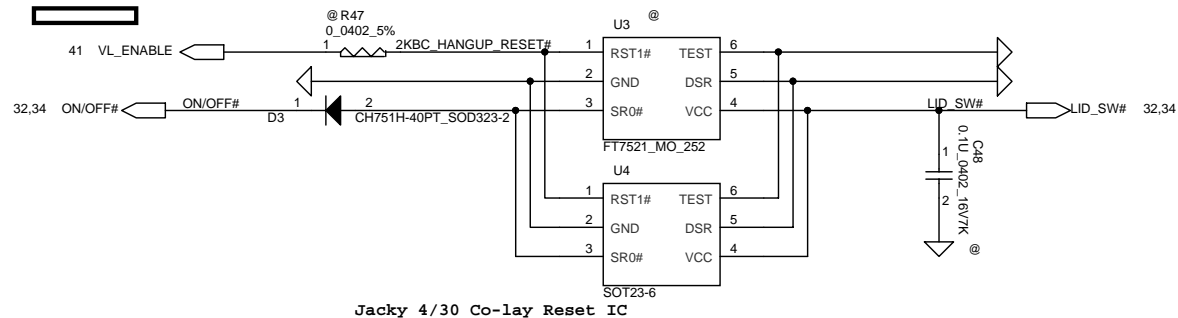 @ R47
0_0402_5%
U3
@
41 VL_ENABLE
1
2KBC_HANGUP_RESET#
1 RST1# TEST 6
2 GND DSR 5
32,34 ON/OFF#
ON/OFF# 1
D3
2
CH751H-40PT_SOD323-2
3 SR0# VCC 4
LID_SW#
LID_SW# 32,34
FT7521_MO_252
U4
1 RST1# TEST 6
2 GND DSR 5
3 SR0# VCC 4
SOT23-6
C48
0.1U_0402_16V7K
1
2
@
Jacky 4/30 Co-lay Reset IC